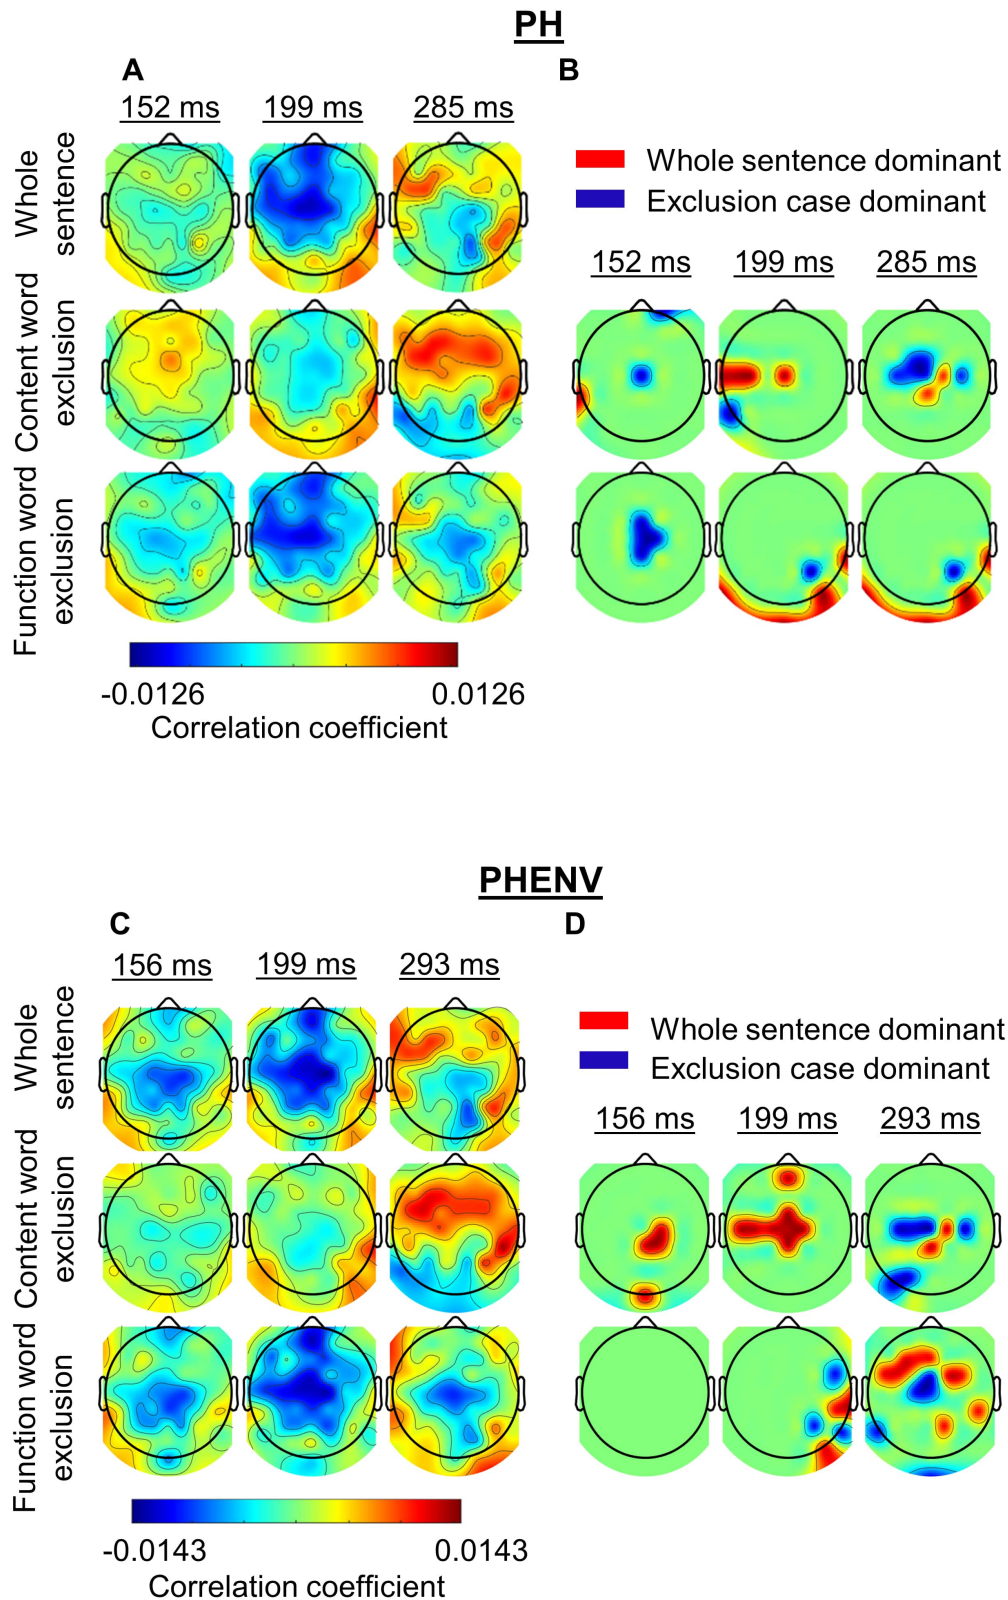 PH
A
B
152 ms
199 ms
285 ms
Whole
sentence
Content word
exclusion
Function word
exclusion
-0.0126
0.0126
Correlation coefficient
Whole sentence dominant
Exclusion case dominant
152 ms
199 ms
285 ms
PHENV
C
D
156 ms
199 ms
293 ms
Whole
sentence
Content word
exclusion
Function word
exclusion
-0.0143
0.0143
Correlation coefficient
Whole sentence dominant
Exclusion case dominant
156 ms
199 ms
293 ms